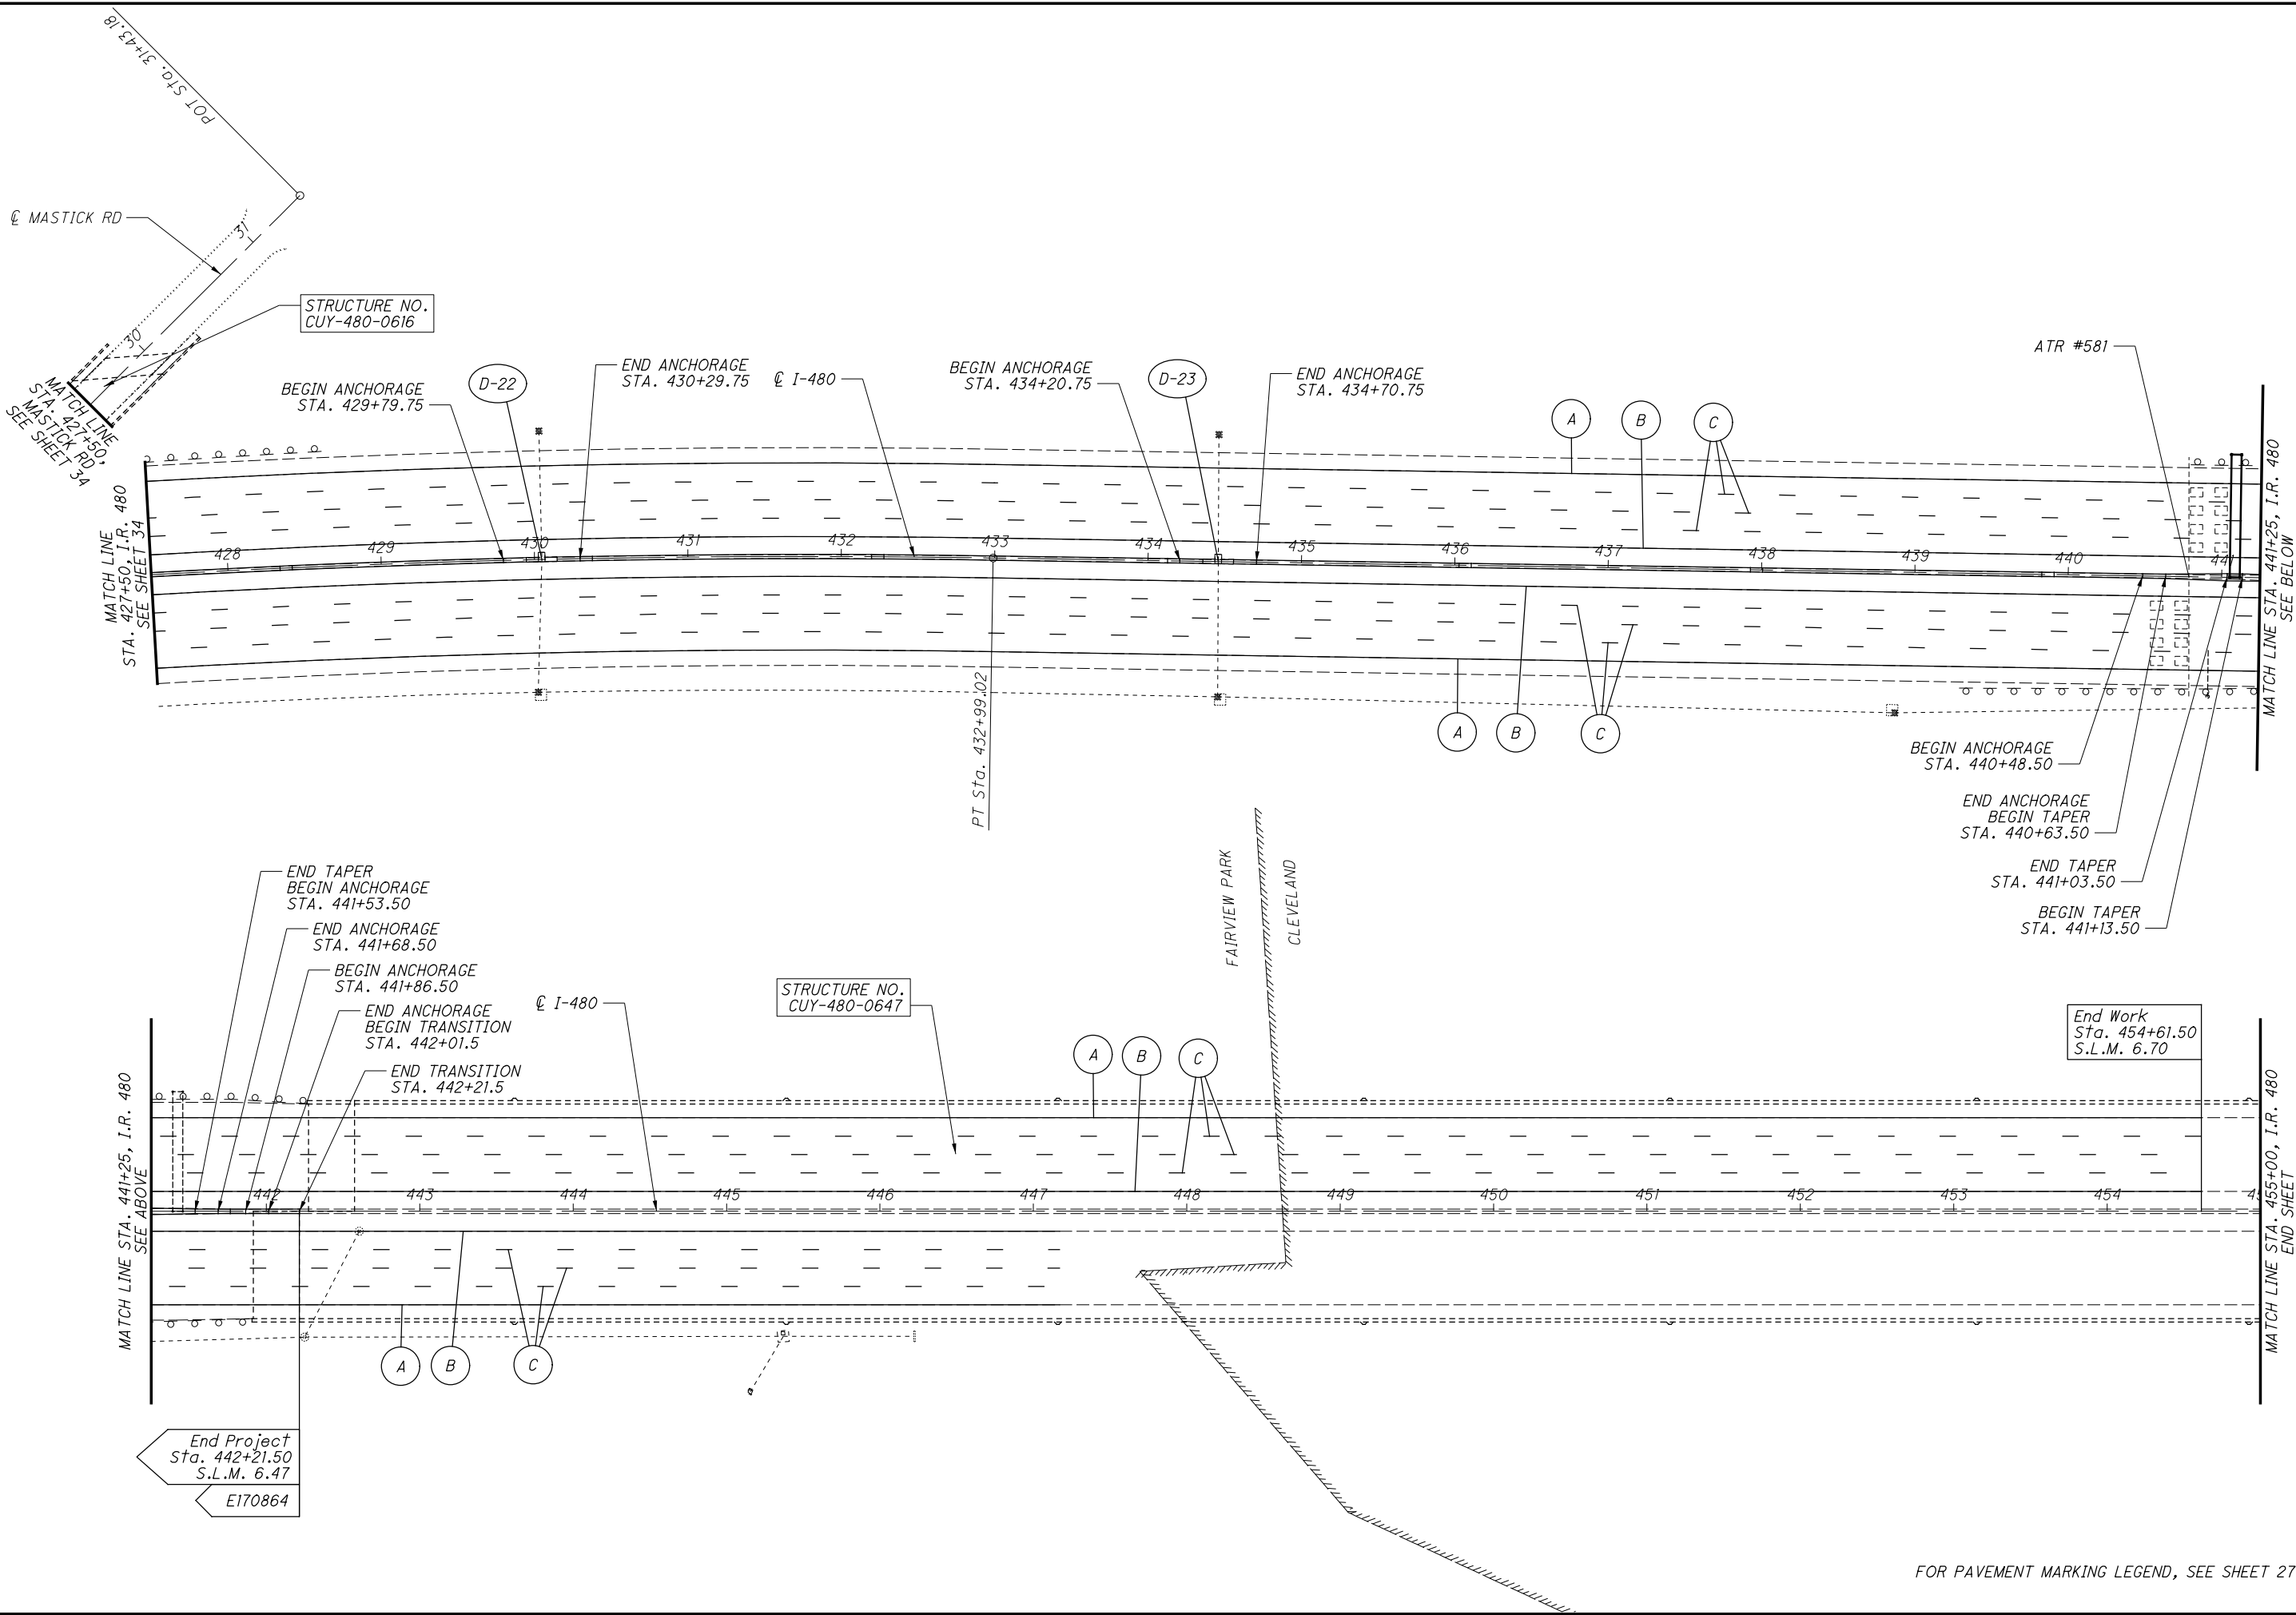 POT Sta. 31+43.18
℄ MASTICK RD
31
30
STRUCTURE NO.
CUY-480-0616
MATCH LINE
STA. 427+50,
MASTICK RD
SEE SHEET 34
MATCH LINE
STA. 427+50, I.R. 480
SEE SHEET 34
BEGIN ANCHORAGE
STA. 429+79.75
D-22
END ANCHORAGE
STA. 430+29.75
℄ I-480
BEGIN ANCHORAGE
STA. 434+20.75
D-23
END ANCHORAGE
STA. 434+70.75
A
B
C
ATR #581
428
429
430
431
432
433
434
435
436
437
438
439
440
441
MATCH LINE STA. 441+25, I.R. 480
SEE BELOW
PT Sta. 432+99.02
A
B
C
BEGIN ANCHORAGE
STA. 440+48.50
END ANCHORAGE
BEGIN TAPER
STA. 440+63.50
END TAPER
STA. 441+03.50
BEGIN TAPER
STA. 441+13.50
END TAPER
BEGIN ANCHORAGE
STA. 441+53.50
END ANCHORAGE
STA. 441+68.50
BEGIN ANCHORAGE
STA. 441+86.50
END ANCHORAGE
BEGIN TRANSITION
STA. 442+01.5
END TRANSITION
STA. 442+21.5
℄ I-480
STRUCTURE NO.
CUY-480-0647
FAIRVIEW PARK
CLEVELAND
A
B
C
End Work
Sta. 454+61.50
S.L.M. 6.70
MATCH LINE STA. 441+25, I.R. 480
SEE ABOVE
442
443
444
445
446
447
448
449
450
451
452
453
454
45
MATCH LINE STA. 455+00, I.R. 480
END SHEET
A
B
C
End Project
Sta. 442+21.50
S.L.M. 6.47
E170864
FOR PAVEMENT MARKING LEGEND, SEE SHEET 27